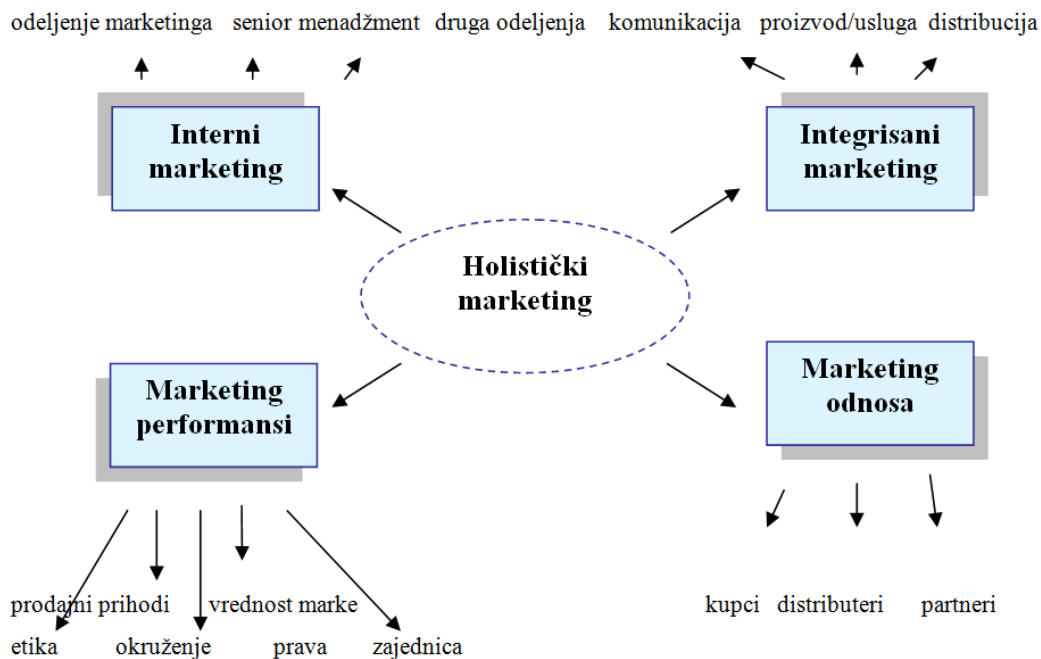 odeljenje marketinga senior menadžment druga odeljenja komunikacija proizvod/usluga distribucija
Interni
marketing
Integrisani
marketing
Holistički
marketing
Marketing
performansi
Marketing
odnosa
prodajni prihodi vrednost marke kupci distributeri partneri
etika okruženje prava zajednica